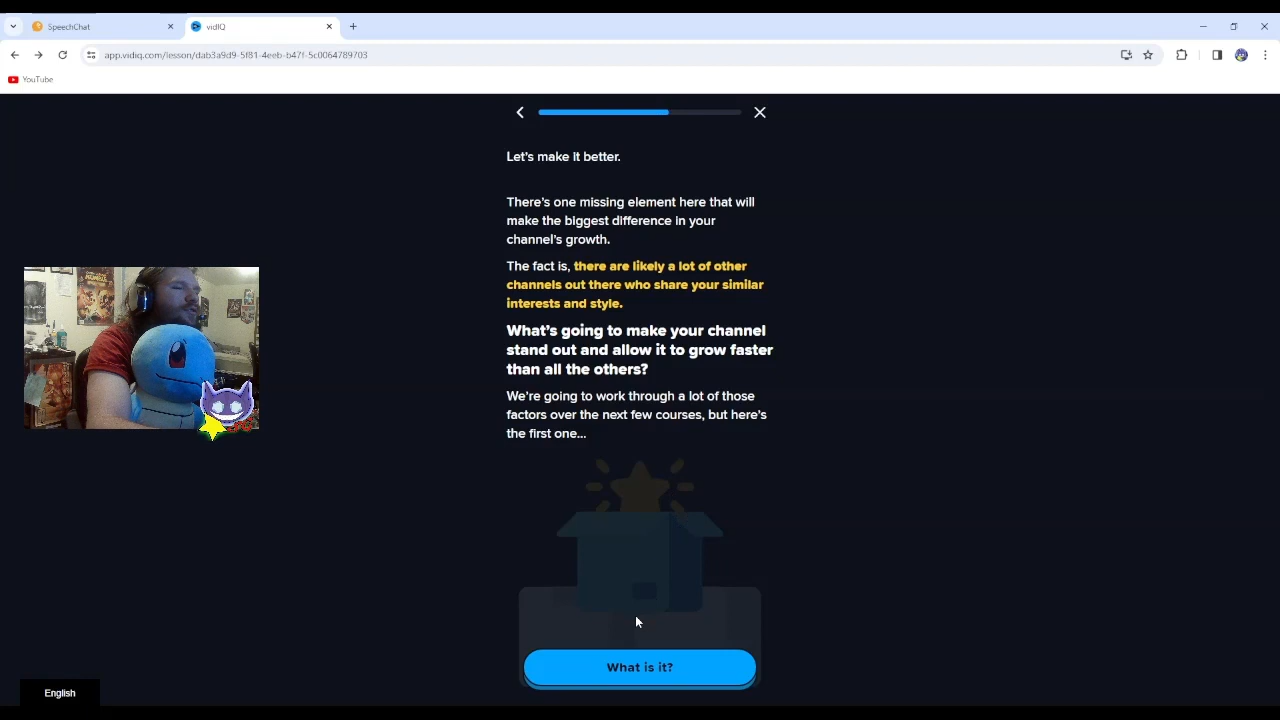 SpeechChat
vidIQ
app.vidiq.com/lesson/dab3a9d9-5f81-4eeb-b47f-5c0064789703
YouTube
Let's make it better.
There's one missing element here that will
make the biggest difference in your
channel's growth.
The fact is, there are likely a lot of other
channels out there who share your similar
interests and style.
What's going to make your channel
stand out and allow it to grow faster
than all the others?
We're going to work through a lot of those
factors over the next few courses, but here's
the first one...
What is it?
English